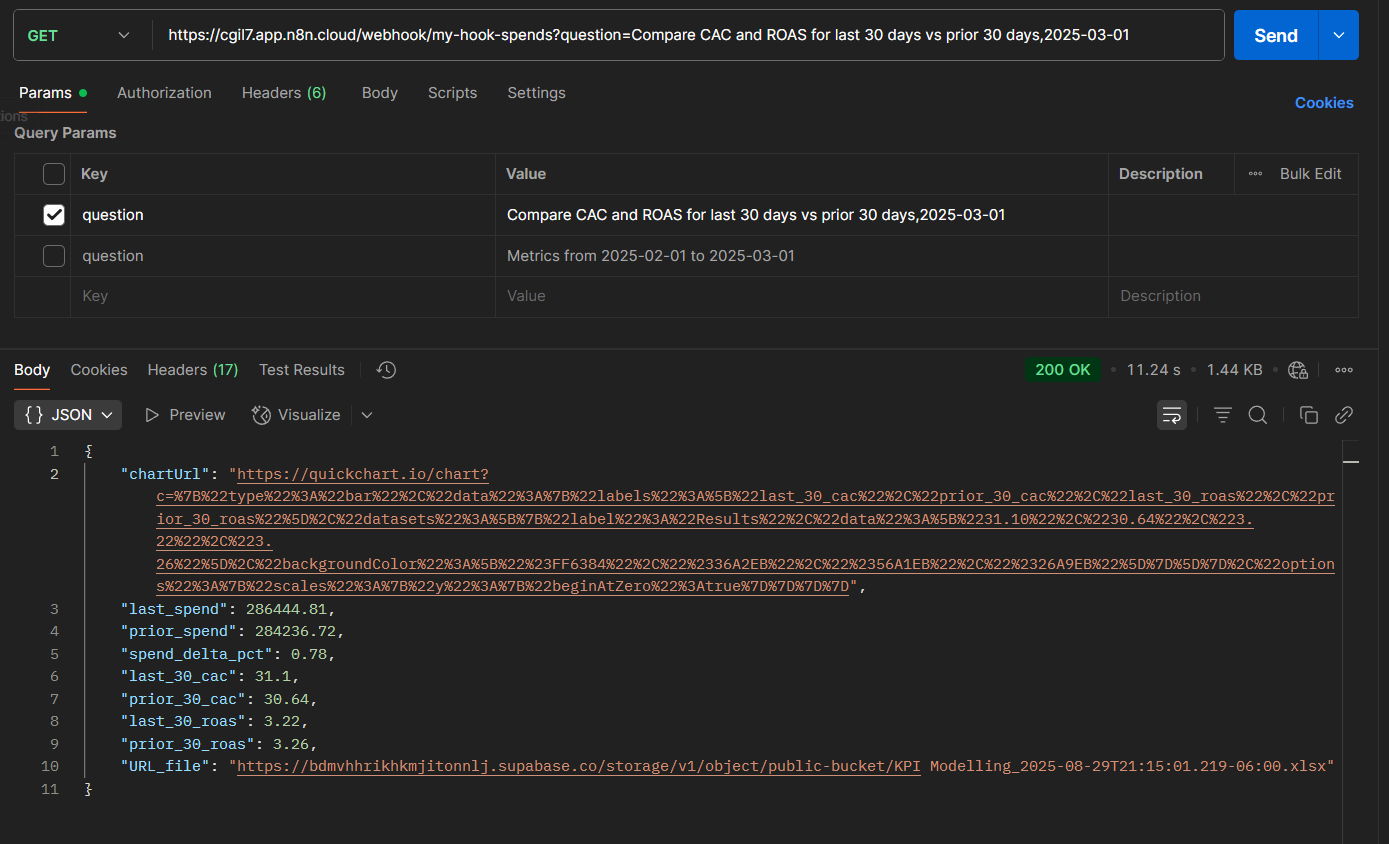 GET https://cgil7.app.n8n.cloud/webhook/my-hook-spends?question=Compare CAC and ROAS for last 30 days vs prior 30 days,2025-03-01 Send
Params Authorization Headers (6) Body Scripts Settings
Cookies
tions
Query Params
Key Value Description Bulk Edit
question Compare CAC and ROAS for last 30 days vs prior 30 days,2025-03-01
question Metrics from 2025-02-01 to 2025-03-01
Key Value Description
Body Cookies Headers (17) Test Results 200 OK 11.24 s 1.44 KB
{} JSON Preview Visualize
1 {
2 "chartUrl": "https://quickchart.io/chart?
c=%7B%22type%22%3A%22bar%22%2C%22data%22%3A%7B%22labels%22%3A%5B%22last_30_cac%22%2C%22prior_30_cac%22%2C%22last_30_roas%22%2C%22pr
ior_30_roas%22%5D%2C%22datasets%22%3A%5B%7B%22label%22%3A%22Results%22%2C%22data%22%3A%5B%2231.10%22%2C%2230.64%22%2C%223.
22%22%2C%223.
26%22%5D%2C%22backgroundColor%22%3A%5B%22%23FF6384%22%2C%22%2336A2EB%22%2C%22%2356A1EB%22%2C%22%2326A9EB%22%5D%7D%5D%7D%2C%22option
s%22%3A%7B%22scales%22%3A%7B%22y%22%3A%7B%22beginAtZero%22%3Atrue%7D%7D%7D%7D",
3 "last_spend": 286444.81,
4 "prior_spend": 284236.72,
5 "spend_delta_pct": 0.78,
6 "last_30_cac": 31.1,
7 "prior_30_cac": 30.64,
8 "last_30_roas": 3.22,
9 "prior_30_roas": 3.26,
10 "URL_file": "https://bdmvhhrikhkmjitonnlj.supabase.co/storage/v1/object/public-bucket/KPI Modelling_2025-08-29T21:15:01.219-06:00.xlsx"
11 }